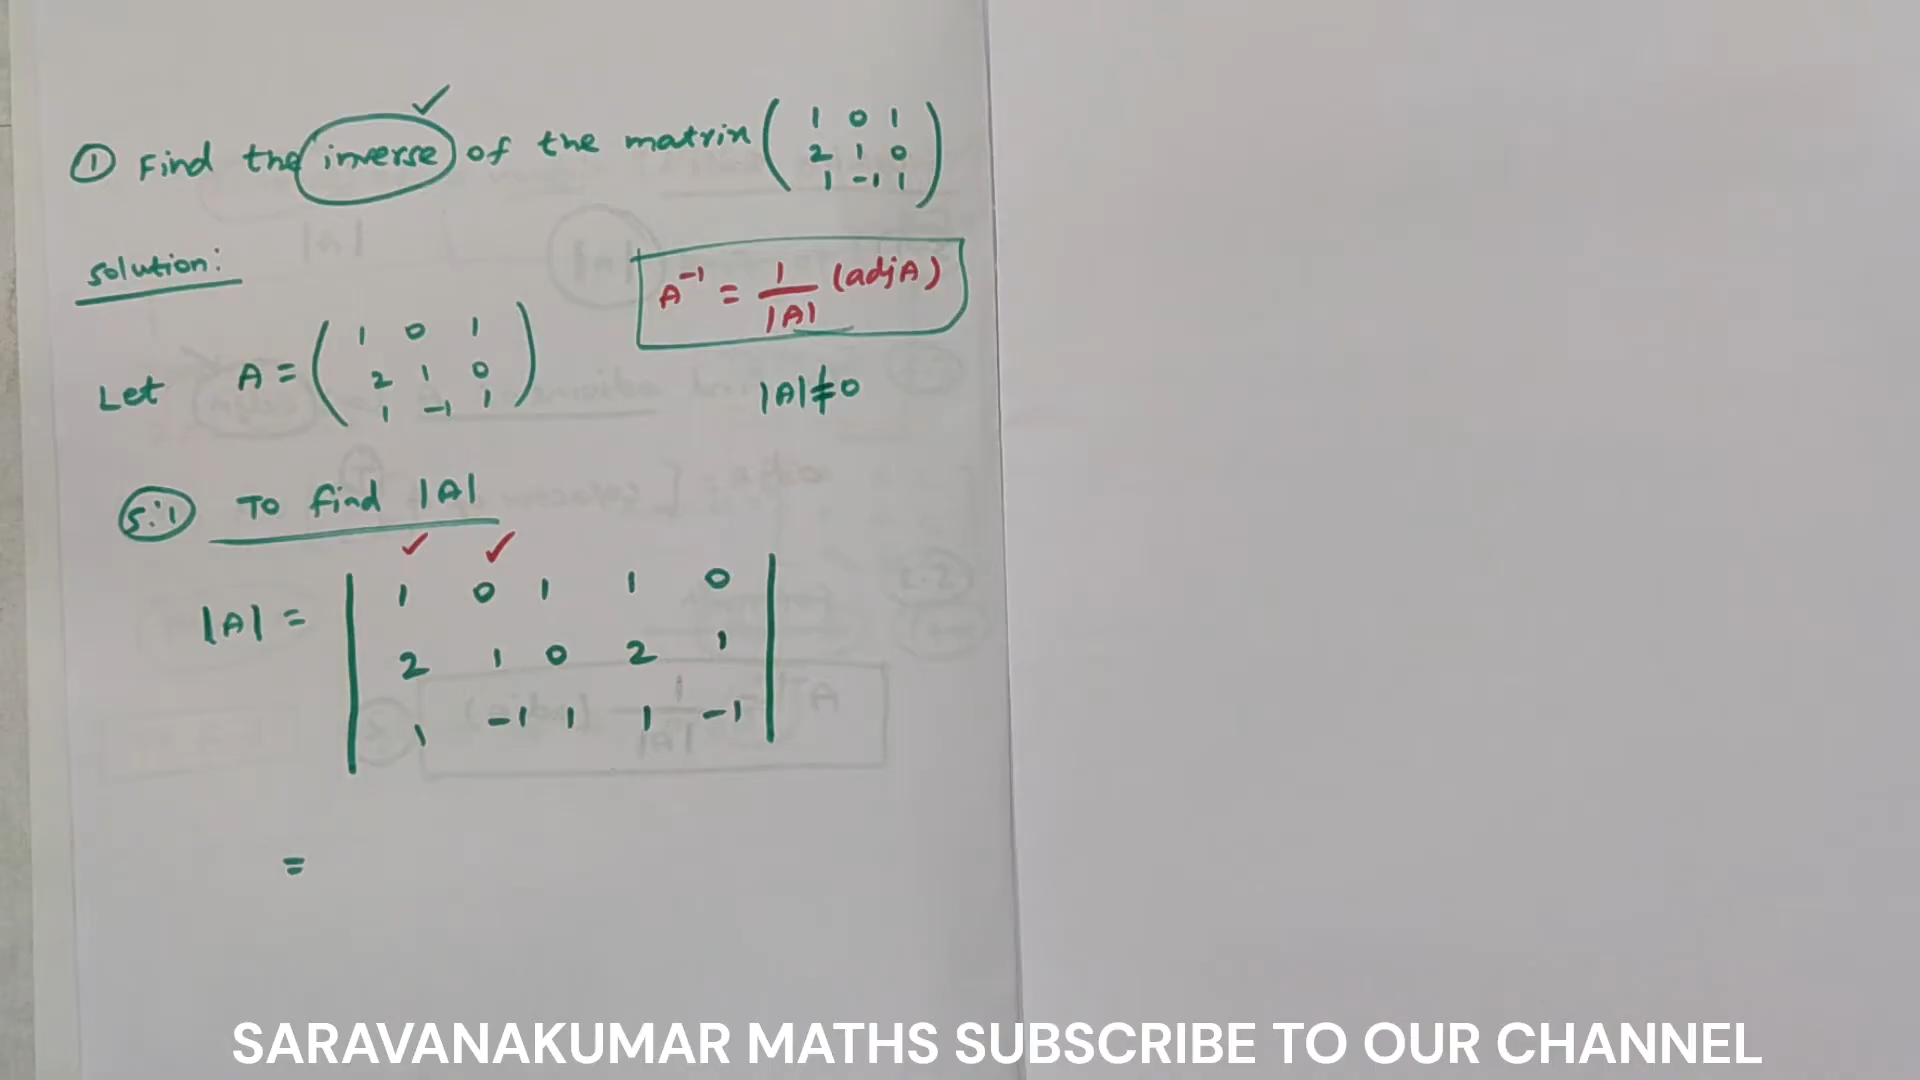 ① Find the inverse of the matrix ( 1 0 1
2 1 0
1 -1 1 )
Solution:
A⁻¹ = 1/|A| (adjA)
Let A = ( 1 0 1
2 1 0
1 -1 1 )
|A| ≠ 0
S:1 To find |A|
|A| = | 1 0 1 1 0
2 1 0 2 1
1 -1 1 1 -1 |
=
SARAVANAKUMAR MATHS SUBSCRIBE TO OUR CHANNEL